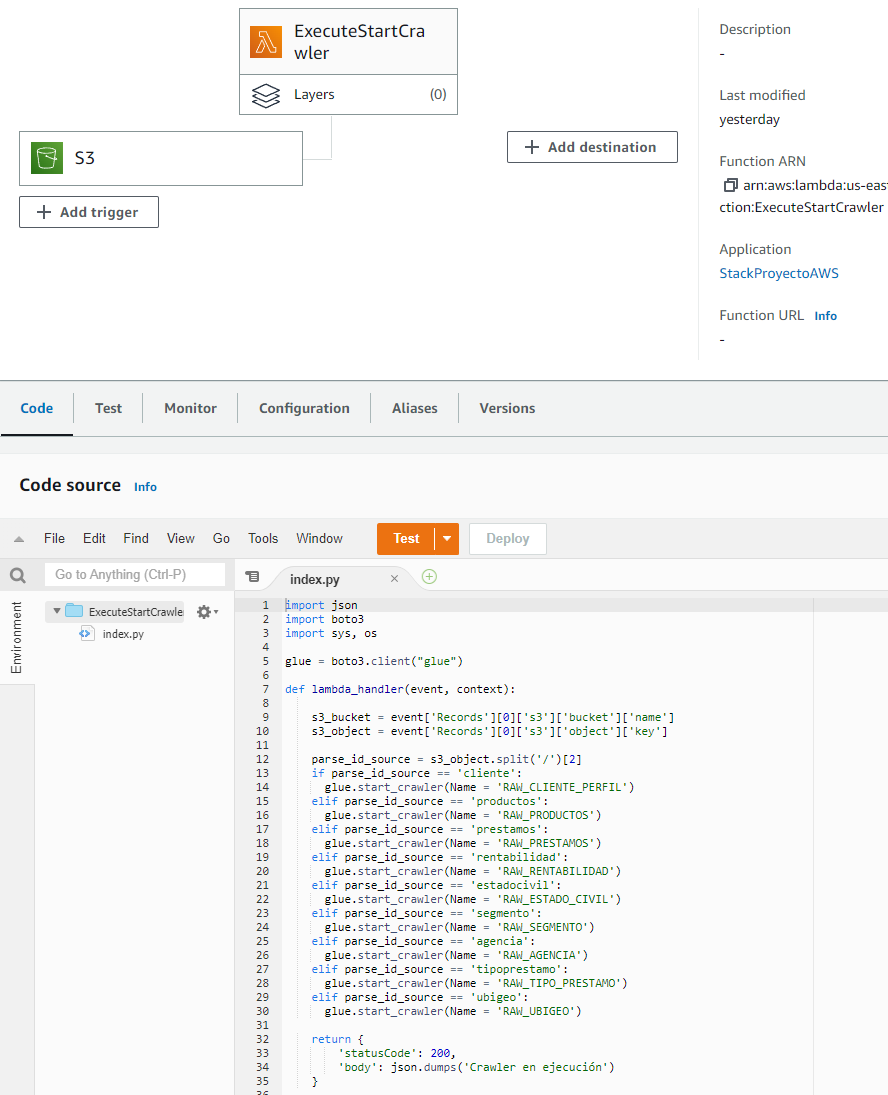 ExecuteStartCra
wler
Layers (0)
S3
Add trigger
Add destination
Description
-
Last modified
yesterday
Function ARN
arn:aws:lambda:us-east
ction:ExecuteStartCrawler
Application
StackProyectoAWS
Function URL Info
-
Code Test Monitor Configuration Aliases Versions
Code source Info
File Edit Find View Go Tools Window Test Deploy
Go to Anything (Ctrl-P)
Environment
ExecuteStartCrawler
index.py
index.py
1 import json
2 import boto3
3 import sys, os
4
5 glue = boto3.client("glue")
6
7 def lambda_handler(event, context):
8
9     s3_bucket = event['Records'][0]['s3']['bucket']['name']
10     s3_object = event['Records'][0]['s3']['object']['key']
11
12     parse_id_source = s3_object.split('/')[2]
13     if parse_id_source == 'cliente':
14       glue.start_crawler(Name = 'RAW_CLIENTE_PERFIL')
15     elif parse_id_source == 'productos':
16       glue.start_crawler(Name = 'RAW_PRODUCTOS')
17     elif parse_id_source == 'prestamos':
18       glue.start_crawler(Name = 'RAW_PRESTAMOS')
19     elif parse_id_source == 'rentabilidad':
20       glue.start_crawler(Name = 'RAW_RENTABILIDAD')
21     elif parse_id_source == 'estadocivil':
22       glue.start_crawler(Name = 'RAW_ESTADO_CIVIL')
23     elif parse_id_source == 'segmento':
24       glue.start_crawler(Name = 'RAW_SEGMENTO')
25     elif parse_id_source == 'agencia':
26       glue.start_crawler(Name = 'RAW_AGENCIA')
27     elif parse_id_source == 'tipoprestamo':
28       glue.start_crawler(Name = 'RAW_TIPO_PRESTAMO')
29     elif parse_id_source == 'ubigeo':
30       glue.start_crawler(Name = 'RAW_UBIGEO')
31
32     return {
33         'statusCode': 200,
34         'body': json.dumps('Crawler en ejecución')
35     }
36